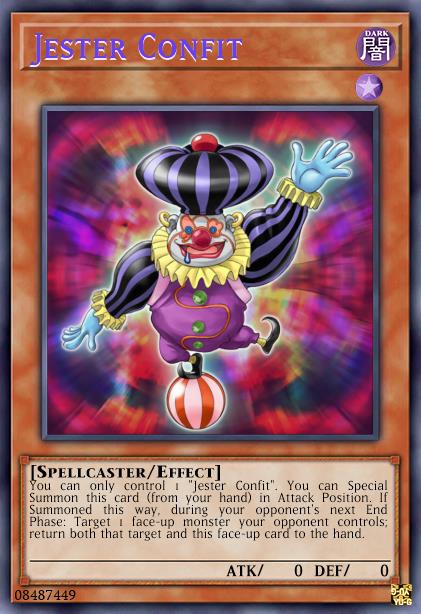 Jester Confit
DARK
闇
[Spellcaster/Effect]
You can only control 1 "Jester Confit". You can Special
Summon this card (from your hand) in Attack Position. If
Summoned this way, during your opponent's next End
Phase: Target 1 face-up monster your opponent controls;
return both that target and this face-up card to the hand.
ATK/ 0 DEF/ 0
08487449